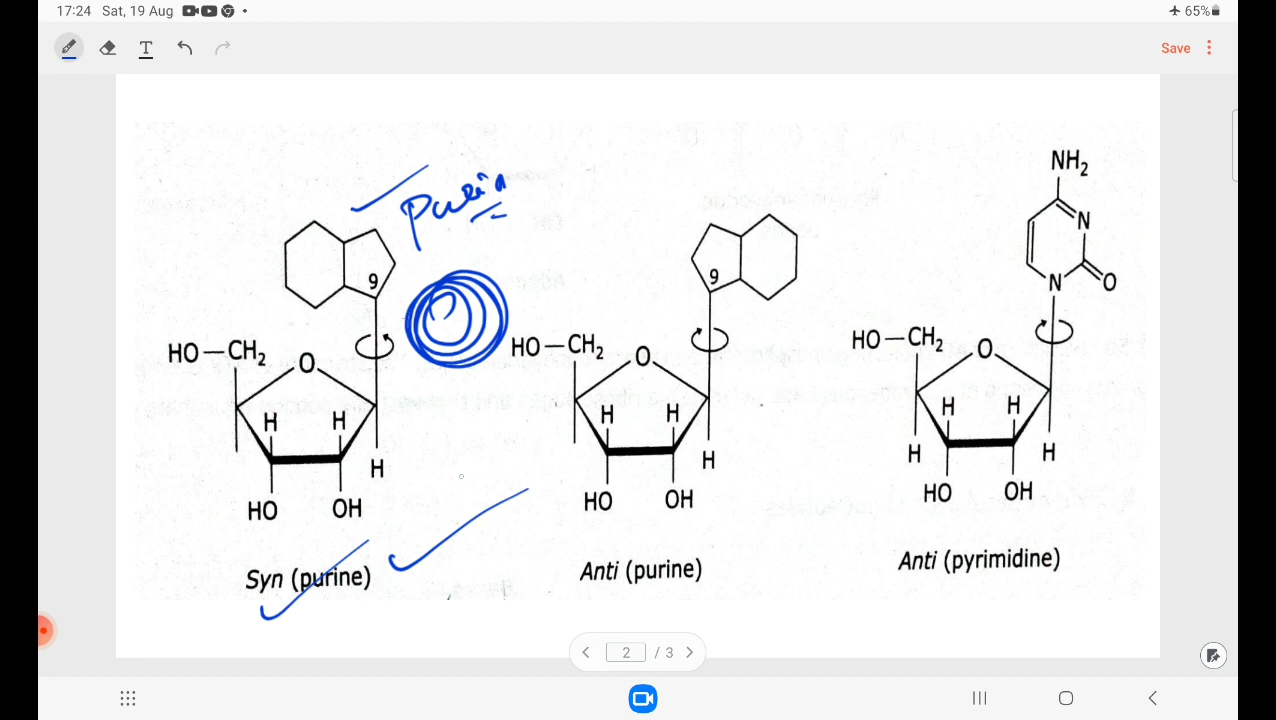 17:24 Sat, 19 Aug
65%
T
Save
NH₂
N
N
O
9
9
HO—CH₂
O
H
H
H
HO
OH
HO—CH₂
O
H
H
H
HO
OH
HO—CH₂
O
H
H
H
H
HO
OH
Syn (purine)
Anti (purine)
Anti (pyrimidine)
2 / 3